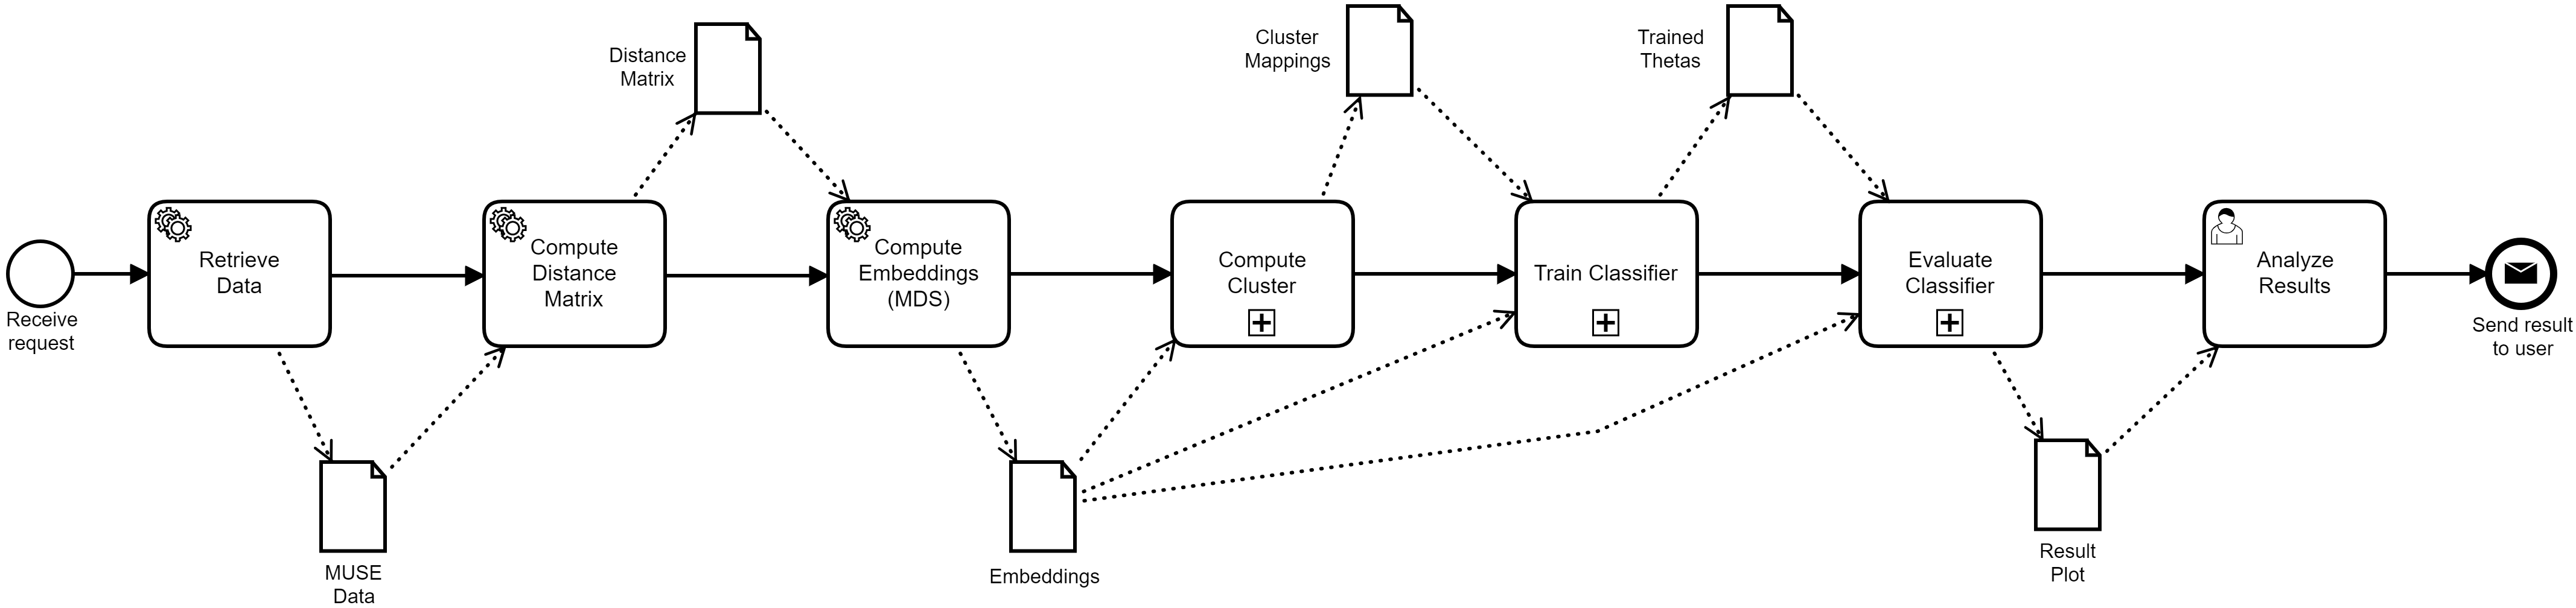 Distance
Matrix
Cluster
Mappings
Trained
Thetas
Receive
request
Retrieve
Data
Compute
Distance
Matrix
Compute
Embeddings
(MDS)
Compute
Cluster
Train Classifier
Evaluate
Classifier
Analyze
Results
Send result
to user
MUSE
Data
Embeddings
Result
Plot